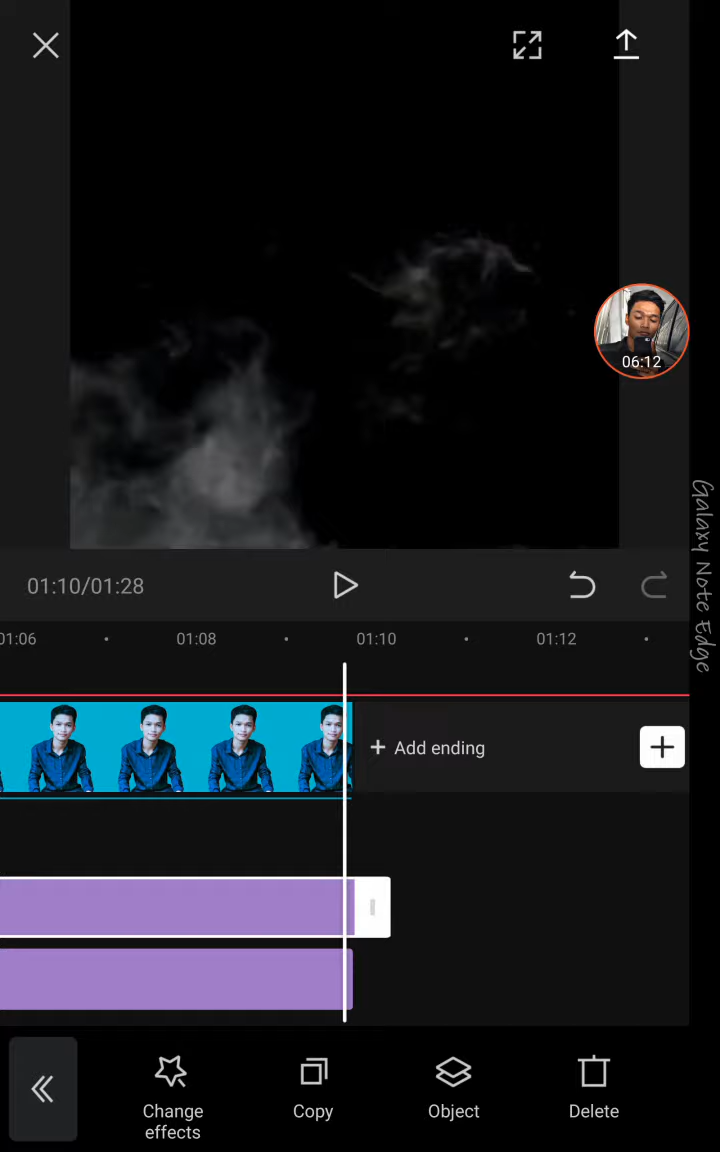 06:12
Galaxy Note Edge
01:10/01:28
01:06
01:08
01:10
01:12
+ Add ending
Change
effects
Copy
Object
Delete